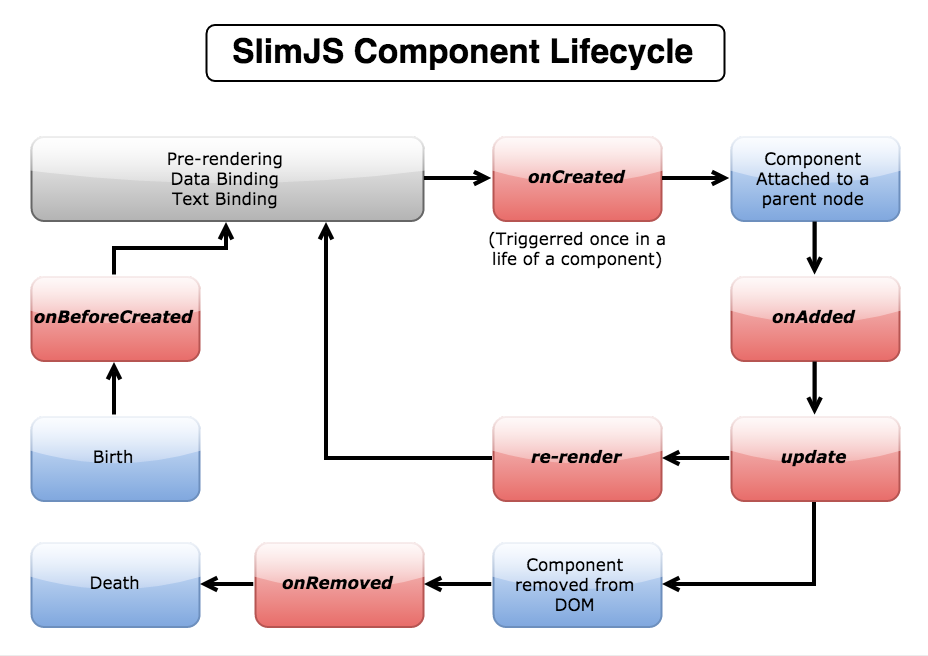 SlimJS Component Lifecycle
Pre-rendering
Data Binding
Text Binding
onCreated
(Triggerred once in a
life of a component)
Component
Attached to a
parent node
onBeforeCreated
onAdded
Birth
re-render
update
Death
onRemoved
Component
removed from
DOM